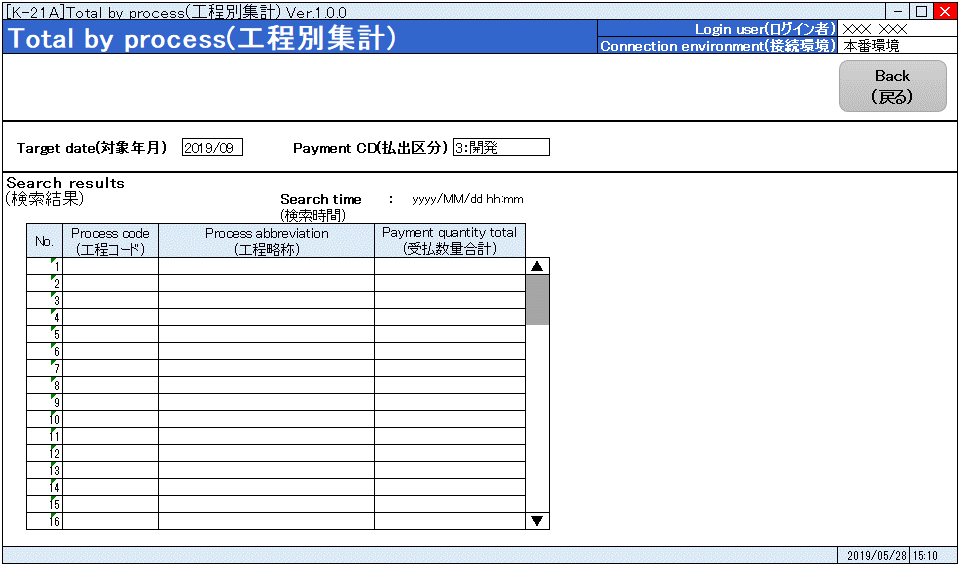 [K-21A]Total by process(工程別集計) Ver.1.0.0
Total by process(工程別集計)
Login user(ログイン者) ××× ×××
Connection environment(接続環境) 本番環境
Back
(戻る)
Target date(対象年月) 2019/09 Payment CD(払出区分) 3:開発
Search results
(検索結果)
Search time : yyyy/MM/dd hh:mm
(検索時間)
No. Process code Process abbreviation Payment quantity total
(工程コード) (工程略称) (受払数量合計)
1
2
3
4
5
6
7
8
9
10
11
12
13
14
15
16
2019/05/28 15:10